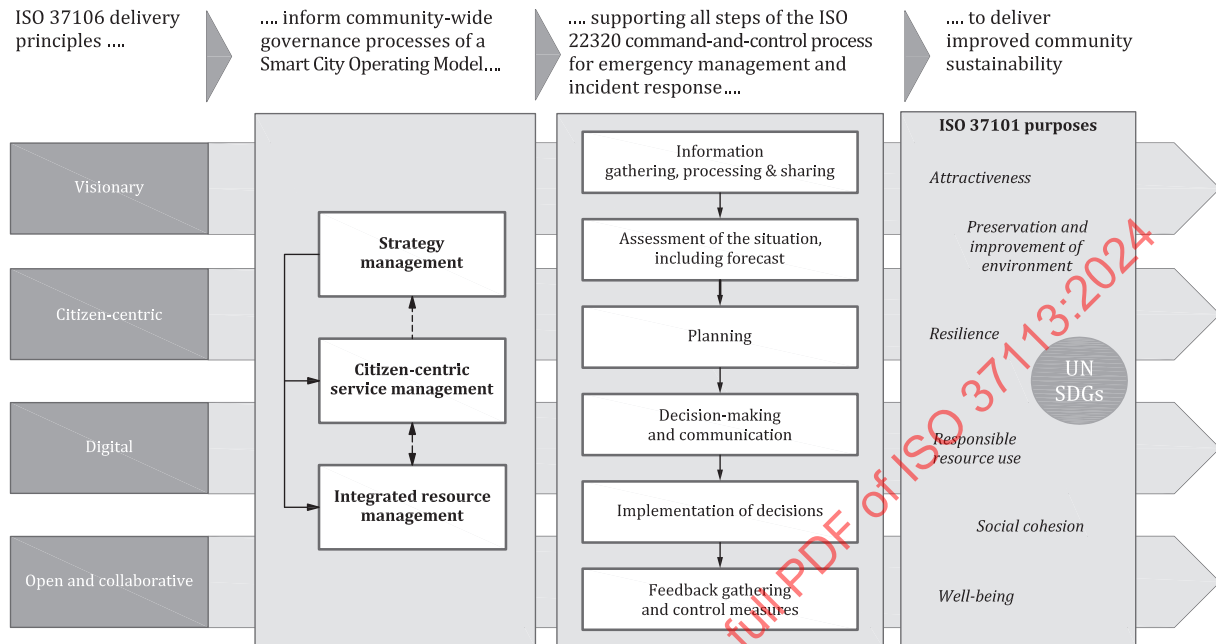 ISO 37106 delivery
principles ....
.... inform community-wide
governance processes of a
Smart City Operating Model....
.... supporting all steps of the ISO
22320 command-and-control process
for emergency management and
incident response ....
.... to deliver
improved community
sustainability
Visionary
Citizen-centric
Digital
Open and collaborative
Strategy
management
Citizen-centric
service management
Integrated resource
management
Information
gathering, processing & sharing
Assessment of the situation,
including forecast
Planning
Decision-making
and communication
Implementation of decisions
Feedback gathering
and control measures
ISO 37101 purposes
Attractiveness
Preservation and
improvement of
environment
Resilience
UN
SDGs
Responsible
resource use
Social cohesion
Well-being
full PDF of ISO 37113:2024